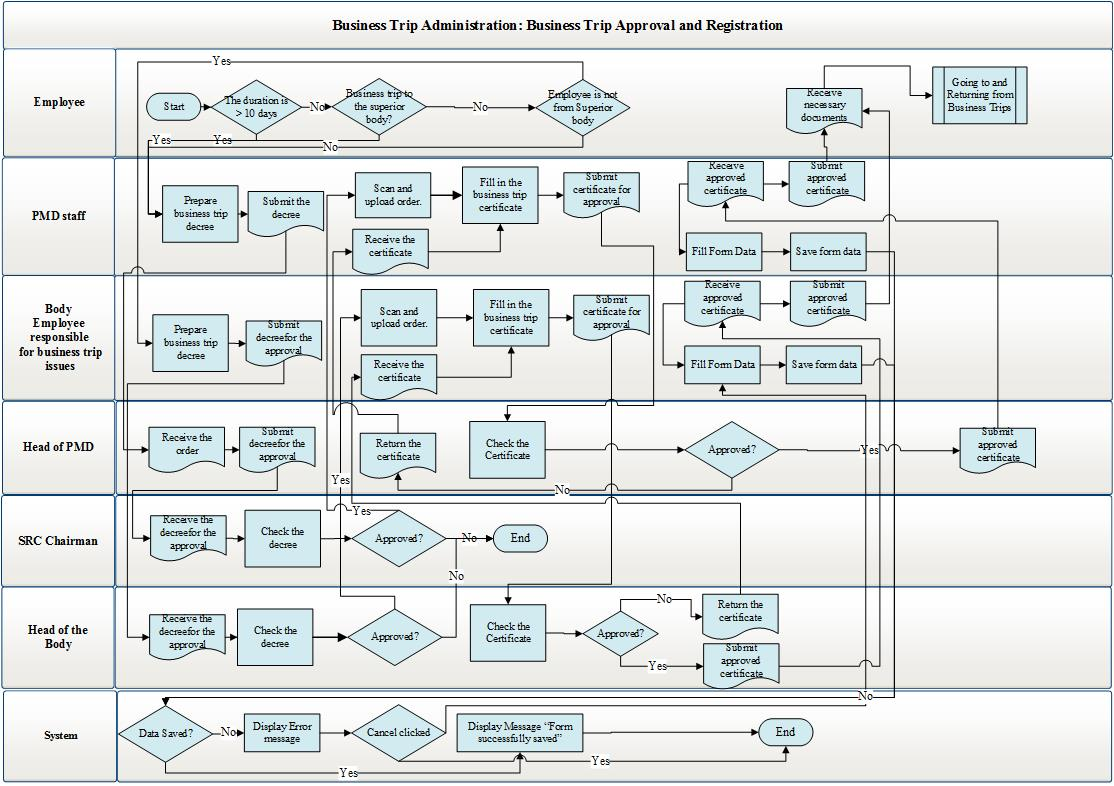 Business Trip Administration: Business Trip Approval and Registration
Employee
Yes
Start
The duration is
> 10 days
No
Business trip to
the superior
body?
No
Employee is not
from Superior
body
Receive
necessary
documents
Going to and
Returning from
Business Trips
Yes
Yes
No
PMD staff
Prepare
business trip
decree
Submit the
decree
Scan and
upload order.
Fill in the
business trip
certificate
Submit
certificate for
approval
Receive the
certificate
Receive
approved
certificate
Submit
approved
certificate
Fill Form Data
Save form data
Body
Employee
responsible
for business trip
issues
Prepare
business trip
decree
Submit
decreefor the
approval
Scan and
upload order.
Fill in the
business trip
certificate
Submit
certificate for
approval
Receive the
certificate
Receive
approved
certificate
Submit
approved
certificate
Fill Form Data
Save form data
Head of PMD
Receive the
order
Submit
decreefor the
approval
Return the
certificate
Check the
Certificate
Approved?
Yes
Submit
approved
certificate
Yes
No
SRC Chairman
Receive the
decreefor the
approval
Check the
decree
Yes
Approved?
No
End
No
Head of the
Body
Receive the
decreefor the
approval
Check the
decree
Approved?
Check the
Certificate
Approved?
No
Return the
certificate
Yes
Submit
approved
certificate
No
System
Data Saved?
No
Display Error
message
Cancel clicked
Display Message “Form
successfully saved”
End
Yes
Yes